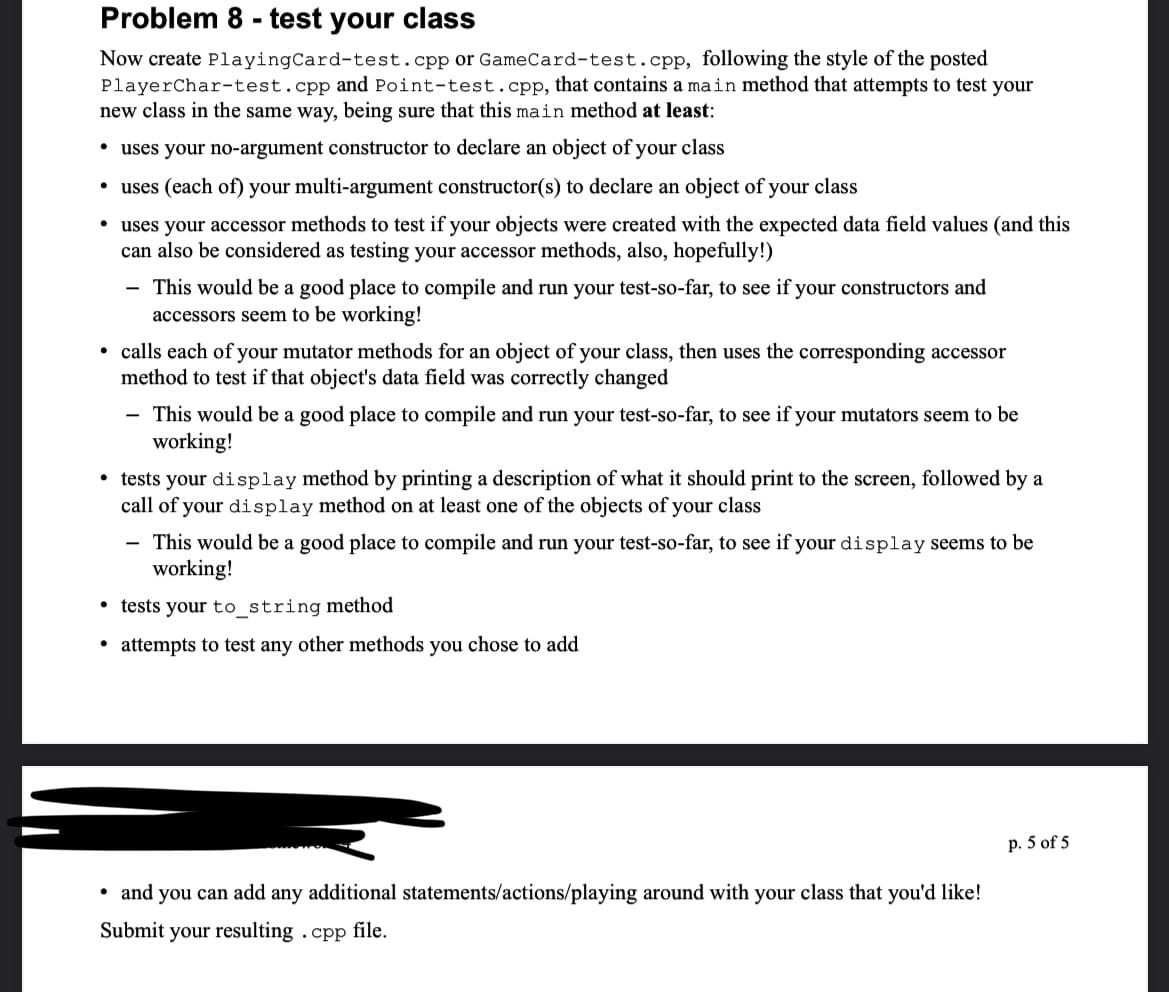 Problem 8 - test your class
Now create PlayingCard-test.cpp or GameCard-test.cpp, following the style of the posted
PlayerChar-test.cpp and Point-test.cpp, that contains a main method that attempts to test your
new class in the same way, being sure that this main method at least:
• uses your no-argument constructor to declare an object of your class
• uses (each of) your multi-argument constructor(s) to declare an object of your class
• uses your accessor methods to test if your objects were created with the expected data field values (and this
can also be considered as testing your accessor methods, also, hopefully!)
– This would be a good place to compile and run your test-so-far, to see if your constructors and
accessors seem to be working!
• calls each of your mutator methods for an object of your class, then uses the corresponding accessor
method to test if that object's data field was correctly changed
– This would be a good place to compile and run your test-so-far, to see if your mutators seem to be
working!
• tests your display method by printing a description of what it should print to the screen, followed by a
call of your display method on at least one of the objects of your class
– This would be a good place to compile and run your test-so-far, to see if your display seems to be
working!
• tests your to_string method
• attempts to test any other methods you chose to add
p. 5 of 5
• and you can add any additional statements/actions/playing around with your class that you'd like!
Submit your resulting .cpp file.